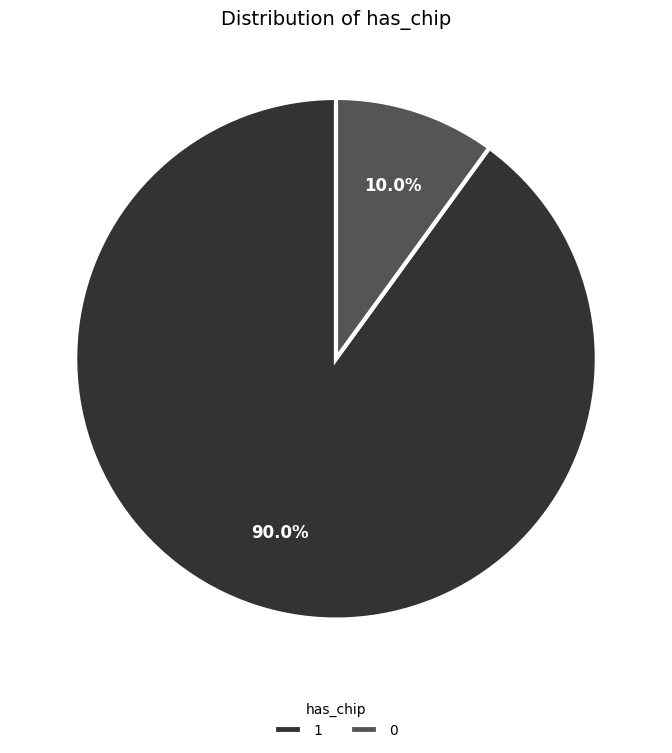 Distribution of has_chip
10.0%
90.0%
has_chip
1 0